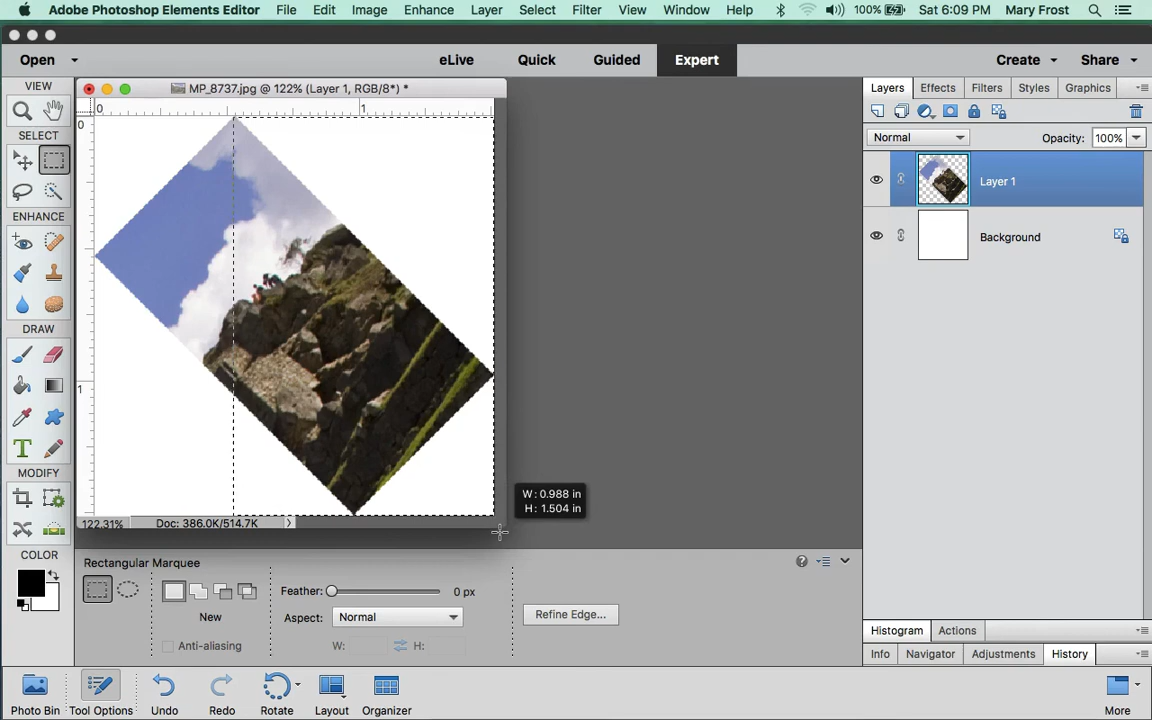 Adobe Photoshop Elements Editor File Edit Image Enhance Layer Select Filter View Window Help 100% Sat 6:09 PM Mary Frost
Open eLive Quick Guided Expert Create Share
VIEW
MP_8737.jpg @ 122% (Layer 1, RGB/8*) *
Layers Effects Filters Styles Graphics
0 1
0
SELECT
Normal Opacity: 100%
Layer 1
ENHANCE
Background
DRAW
1
MODIFY
W: 0.988 in
H: 1.504 in
122.31% Doc: 386.0K/514.7K
COLOR
Rectangular Marquee
Feather: 0 px
New
Aspect: Normal
Refine Edge...
Anti-aliasing
W: H:
Histogram Actions
Info Navigator Adjustments History
Photo Bin Tool Options Undo Redo Rotate Layout Organizer More